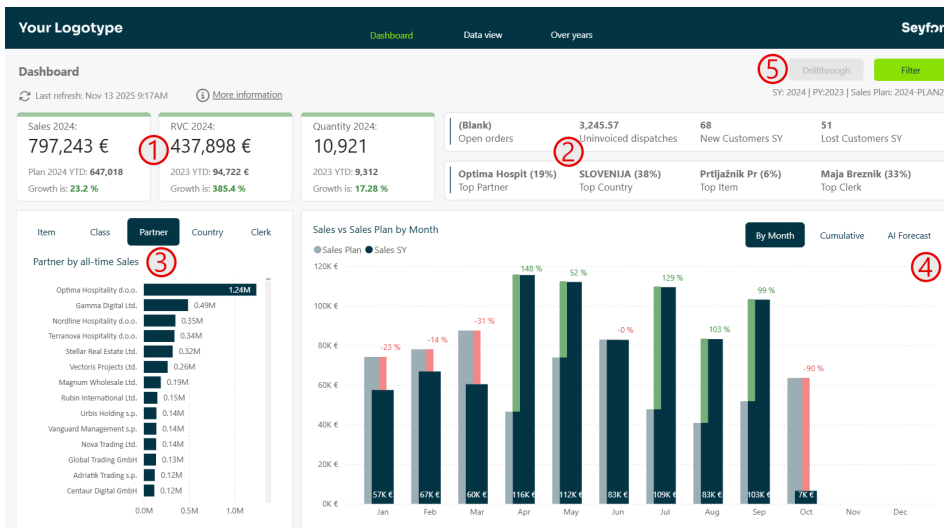 Your Logotype
Dashboard Data view Over years
Seyfor
Dashboard
⑤ Drillthrough Filter
Last refresh: Nov 13 2025 9:17AM More information
SY: 2024 | PY:2023 | Sales Plan: 2024-PLAN2
Sales 2024: RVC 2024: Quantity 2024:
797,243 € ① 437,898 € 10,921
Plan 2024 YTD: 647,018 2023 YTD: 94,722 € 2023 YTD: 9,312
Growth is: 23.2 % Growth is: 385.4 % Growth is: 17.28 %
(Blank) 3,245.57 68 51
Open orders Uninvoiced dispatches New Customers SY Lost Customers SY
②
Optima Hospit (19%) SLOVENIJA (38%) Prtljažnik Pr (6%) Maja Breznik (33%)
Top Partner Top Country Top Item Top Clerk
Item Class Partner Country Clerk
Partner by all-time Sales ③
Optima Hospitality d.o.o. 1.24M
Gamma Digital Ltd. 0.49M
Nordline Hospitality d.o.o. 0.35M
Terranova Hospitality d.o.o. 0.34M
Stellar Real Estate Ltd. 0.32M
Vectoris Projects Ltd. 0.26M
Magnum Wholesale Ltd. 0.19M
Rubin International Ltd. 0.15M
Urbis Holding s.p. 0.14M
Vanguard Management s.p. 0.14M
Nova Trading Ltd. 0.14M
Global Trading GmbH 0.13M
Adriatik Trading s.p. 0.12M
Centaur Digital GmbH 0.12M
0.0M 0.5M 1.0M
Sales vs Sales Plan by Month
By Month Cumulative AI Forecast
Sales Plan Sales SY
④
120K €
100K €
80K €
60K €
40K €
20K €
0K €
-23 % -14 % -31 % 148 % 52 % -0 % 129 % 103 % 99 % -90 %
57K € 67K € 60K € 116K € 112K € 83K € 109K € 83K € 103K € 7K €
Jan Feb Mar Apr May Jun Jul Aug Sep Oct Nov Dec